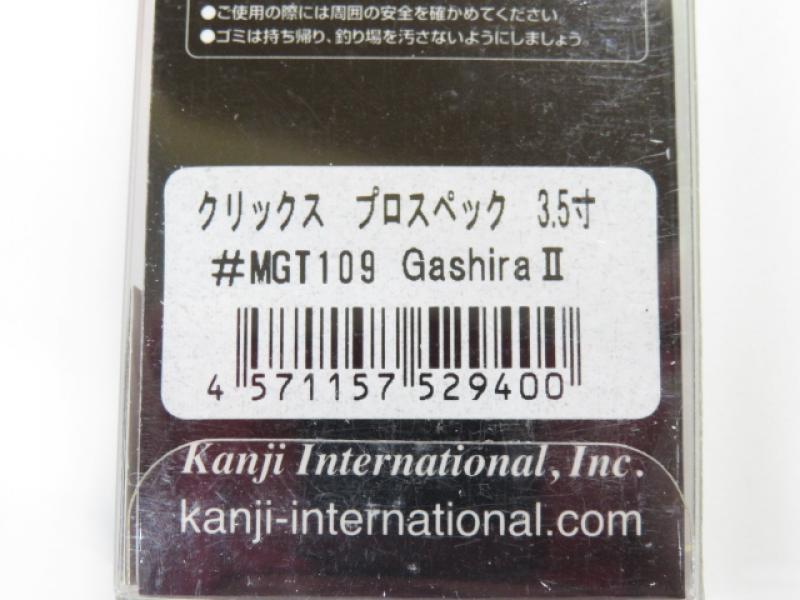 ●ご使用の際には周囲の安全を確かめてください
●ゴミは持ち帰り、釣り場を汚さないようにしましょう。
クリックス プロスペック 3.5寸
#MGT109 Gashira Ⅱ
4 571157 529400
Kanji International, Inc.
kanji-international.com